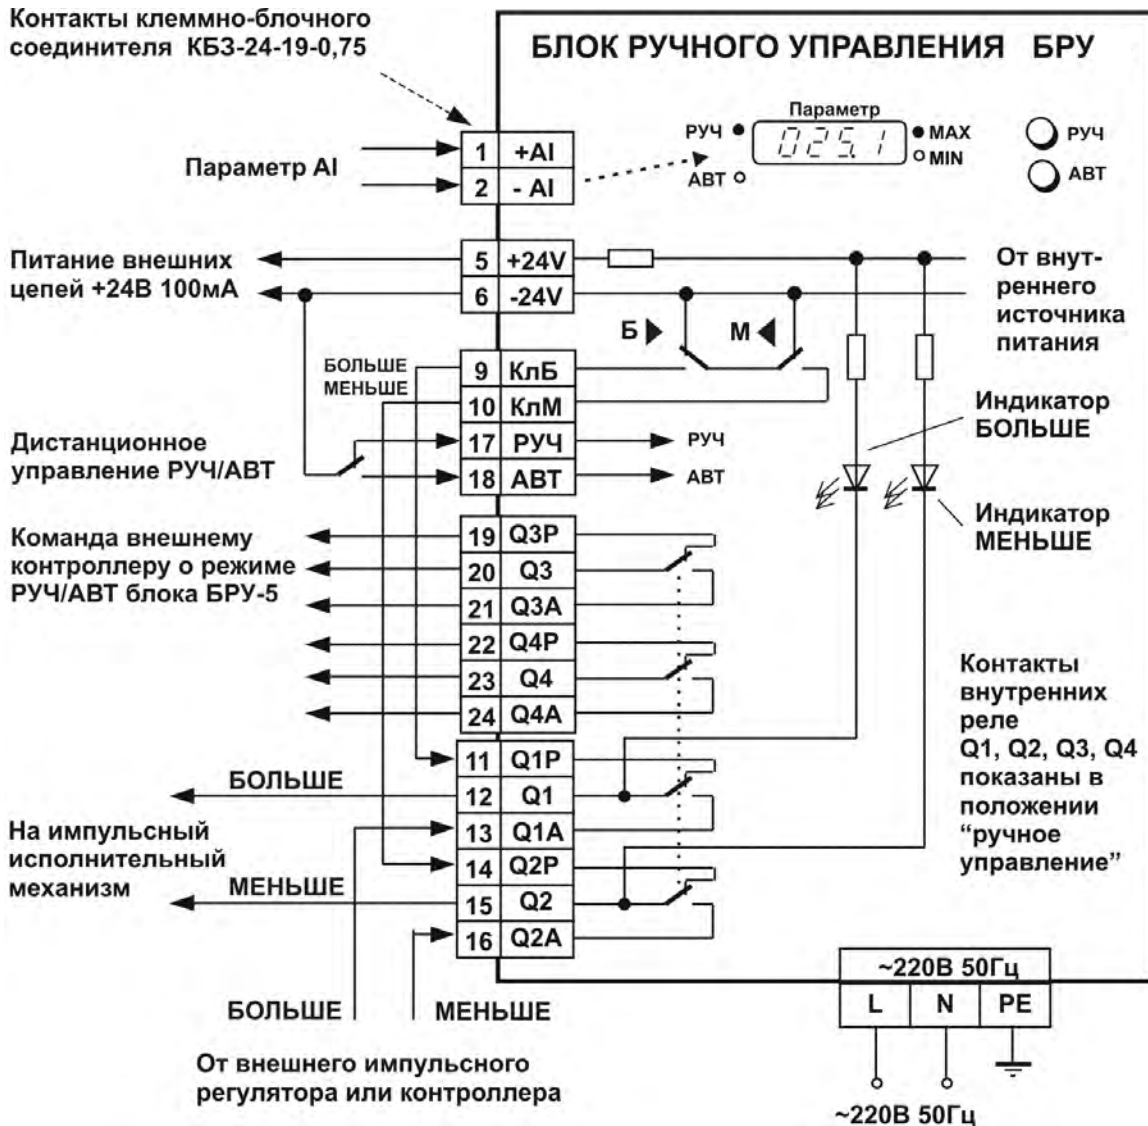 Контакты клеммно-блочного
соединителя КБЗ-24-19-0,75
БЛОК РУЧНОГО УПРАВЛЕНИЯ БРУ
Параметр
РУЧ
025.1
MAX
MIN
АВТ
РУЧ
АВТ
Параметр AI
1 +AI
2 - AI
Питание внешних
цепей +24В 100мА
5 +24V
6 -24V
От внут-
реннего
источника
питания
Б
М
БОЛЬШЕ
МЕНЬШЕ
9 КлБ
10 КлМ
17 РУЧ
18 АВТ
РУЧ
АВТ
Дистанционное
управление РУЧ/АВТ
Индикатор
БОЛЬШЕ
Индикатор
МЕНЬШЕ
Команда внешнему
контроллеру о режиме
РУЧ/АВТ блока БРУ-5
19 Q3P
20 Q3
21 Q3A
22 Q4P
23 Q4
24 Q4A
11 Q1P
12 Q1
13 Q1A
14 Q2P
15 Q2
16 Q2A
Контакты
внутренних
реле
Q1, Q2, Q3, Q4
показаны в
положении
“ручное
управление”
БОЛЬШЕ
На импульсный
исполнительный
механизм
МЕНЬШЕ
БОЛЬШЕ
МЕНЬШЕ
От внешнего импульсного
регулятора или контроллера
~220В 50Гц
L N PE
~220В 50Гц